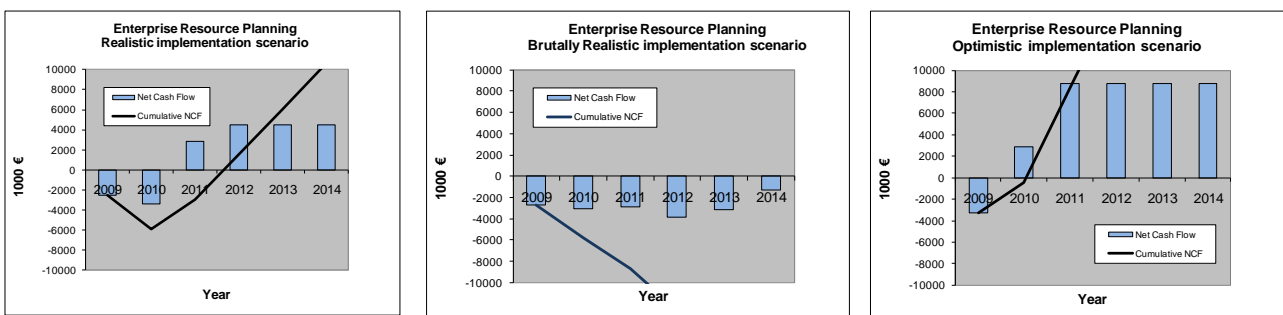 Enterprise Resource Planning
Realistic implementation scenario
10000
8000
6000
4000
2000
0
-2000
-4000
-6000
-8000
-10000
1000 €
Net Cash Flow
Cumulative NCF
2009 2010 2011 2012 2013 2014
Year
Enterprise Resource Planning
Brutally Realistic implementation scenario
10000
8000
6000
4000
2000
0
-2000
-4000
-6000
-8000
-10000
1000 €
Net Cash Flow
Cumulative NCF
2009 2010 2011 2012 2013 2014
Year
Enterprise Resource Planning
Optimistic implementation scenario
10000
8000
6000
4000
2000
0
-2000
-4000
-6000
-8000
-10000
1000 €
2009 2010 2011 2012 2013 2014
Net Cash Flow
Cumulative NCF
Year